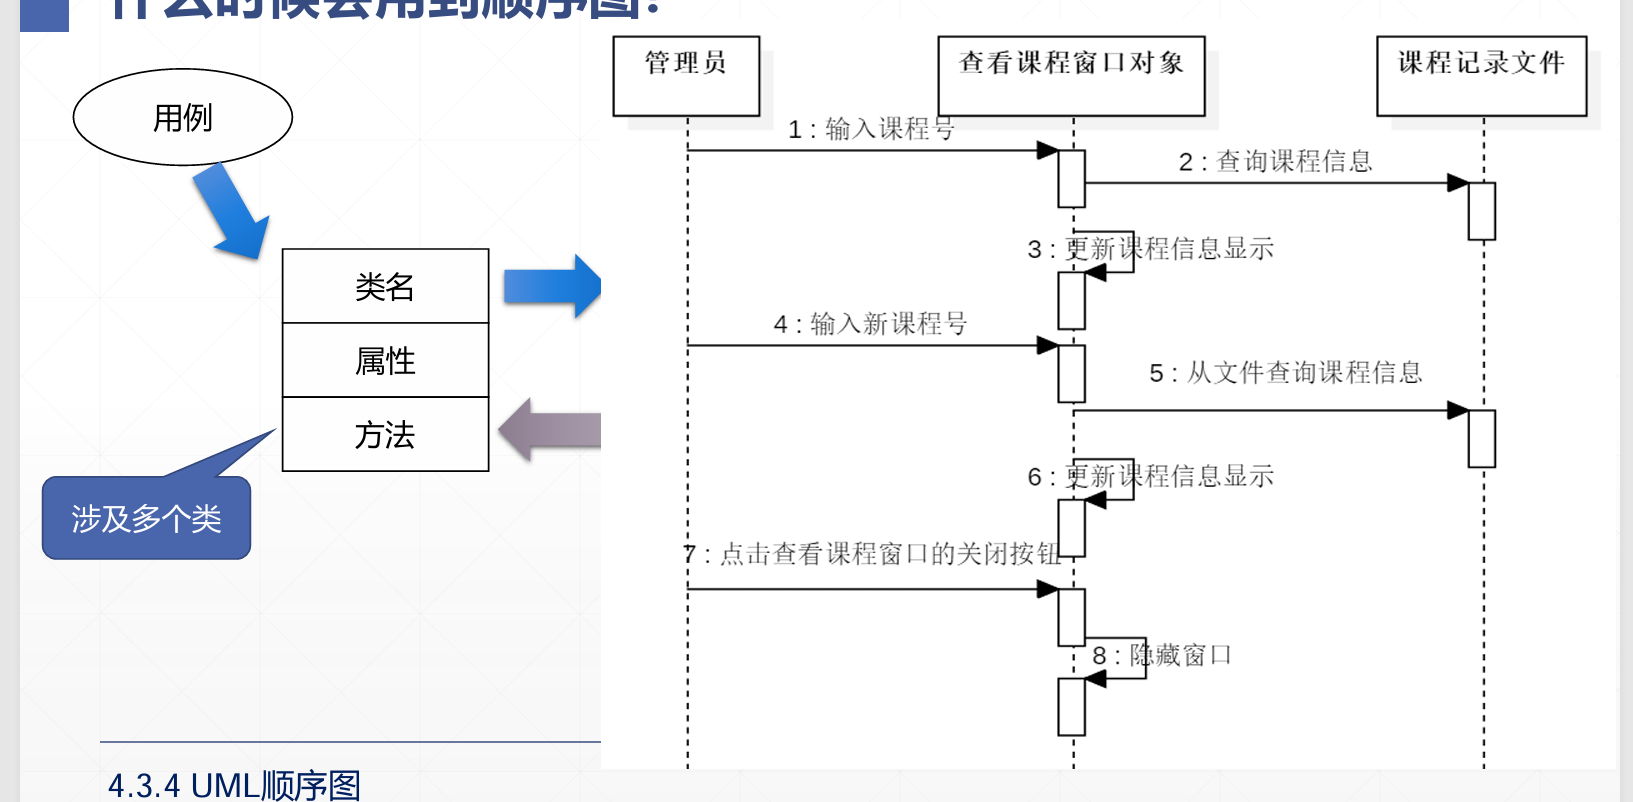 什么时候会用到顺序图?
用例
类名
属性
方法
涉及多个类
管理员
查看课程窗口对象
课程记录文件
1 : 输入课程号
2 : 查询课程信息
3 : 更新课程信息显示
4 : 输入新课程号
5 : 从文件查询课程信息
6 : 更新课程信息显示
7 : 点击查看课程窗口的关闭按钮
8 : 隐藏窗口
4.3.4 UML顺序图